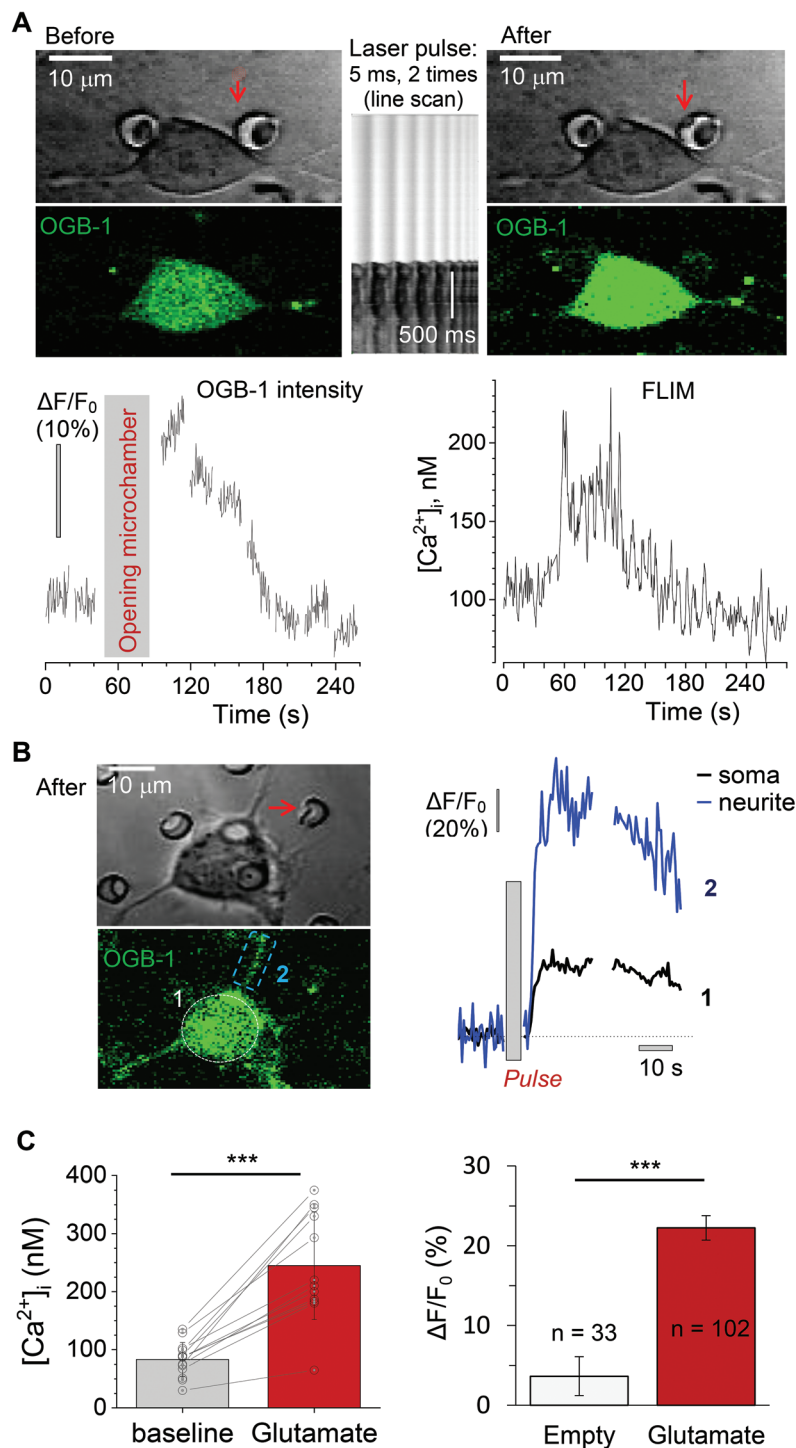 A
Before
10 μm
Laser pulse:
5 ms, 2 times
(line scan)
After
10 μm
OGB-1
500 ms
OGB-1
ΔF/F0
(10%)
Opening microchamber
OGB-1 intensity
0 60 120 180 240
Time (s)
FLIM
[Ca2+]i, nM
200
150
100
0 60 120 180 240
Time (s)
B
After
10 μm
OGB-1
1
2
ΔF/F0
(20%)
soma
neurite
2
1
10 s
Pulse
C
***
[Ca2+]i (nM)
400
300
200
100
0
baseline Glutamate
***
ΔF/F0 (%)
30
20
10
0
n = 33
n = 102
Empty Glutamate